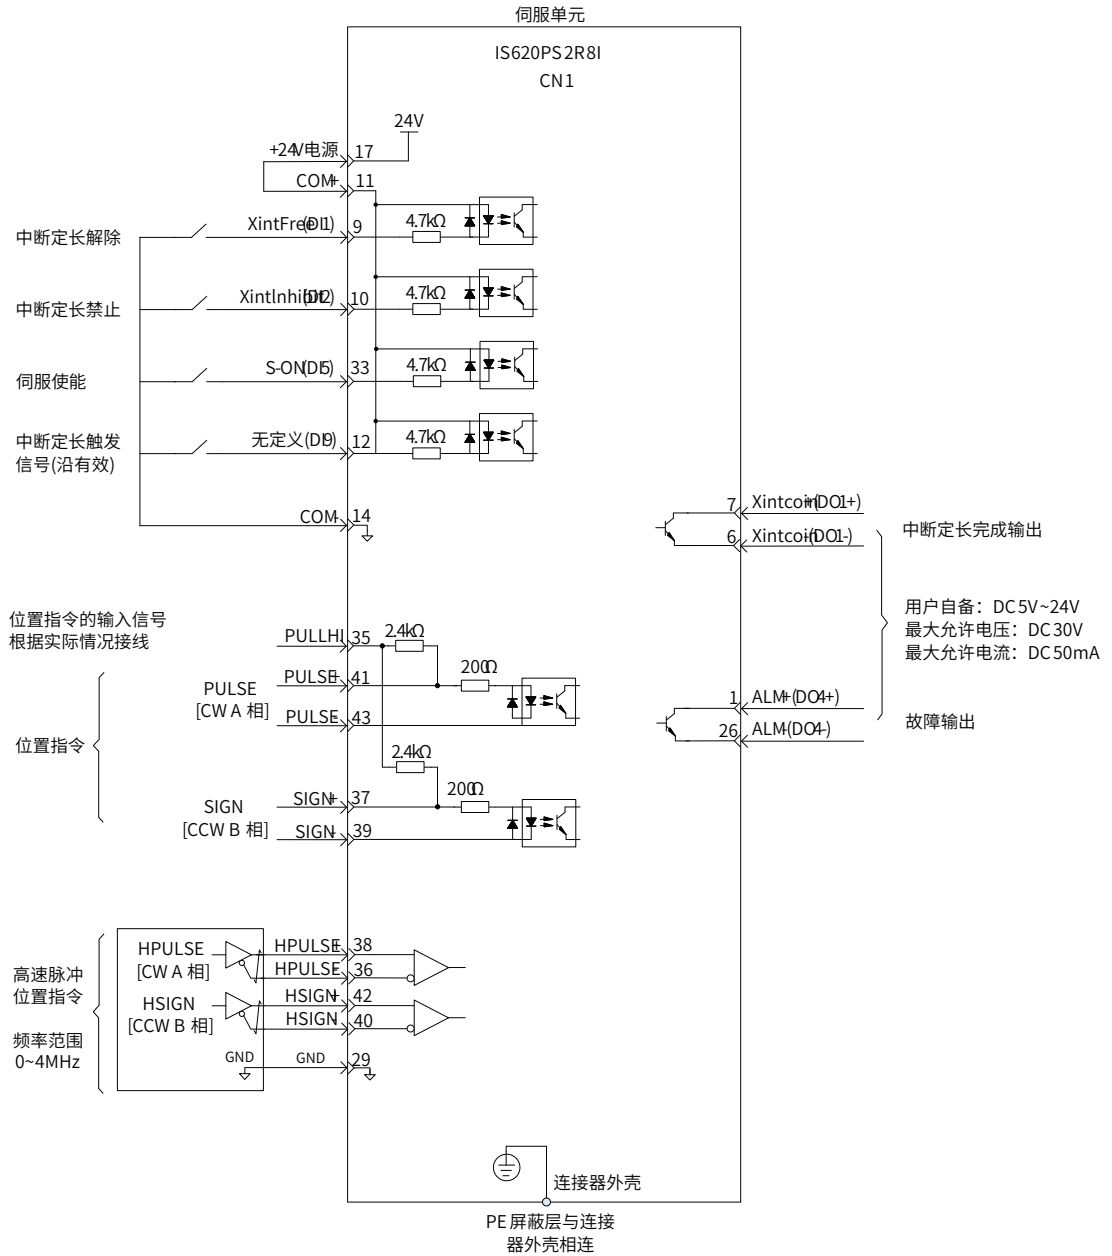 伺服单元
IS620PS2R8I
CN1
24V
+24V电源
17
COM+
11
中断定长解除
XintFree(DI1)
9
4.7kΩ
中断定长禁止
XintInhibit(DI2)
10
4.7kΩ
伺服使能
S-ON(DI5)
33
4.7kΩ
中断定长触发
信号(沿有效)
无定义(DI9)
12
4.7kΩ
COM-
14
7
Xintcoin+(DO1+)
6
Xintcoin-(DO1-)
中断定长完成输出
用户自备：DC5V~24V
最大允许电压：DC30V
最大允许电流：DC50mA
1
ALM+(DO4+)
26
ALM-(DO4-)
故障输出
位置指令的输入信号
根据实际情况接线
PULLHI
35
2.4kΩ
PULSE
[CW A 相]
PULSE+
41
200Ω
PULSE-
43
位置指令
2.4kΩ
SIGN
[CCW B 相]
SIGN+
37
200Ω
SIGN-
39
高速脉冲
位置指令
频率范围
0~4MHz
HPULSE
[CW A 相]
HPULSE+
38
HPULSE-
36
HSIGN
[CCW B 相]
HSIGN+
42
HSIGN-
40
GND
GND
29
连接器外壳
PE屏蔽层与连接
器外壳相连